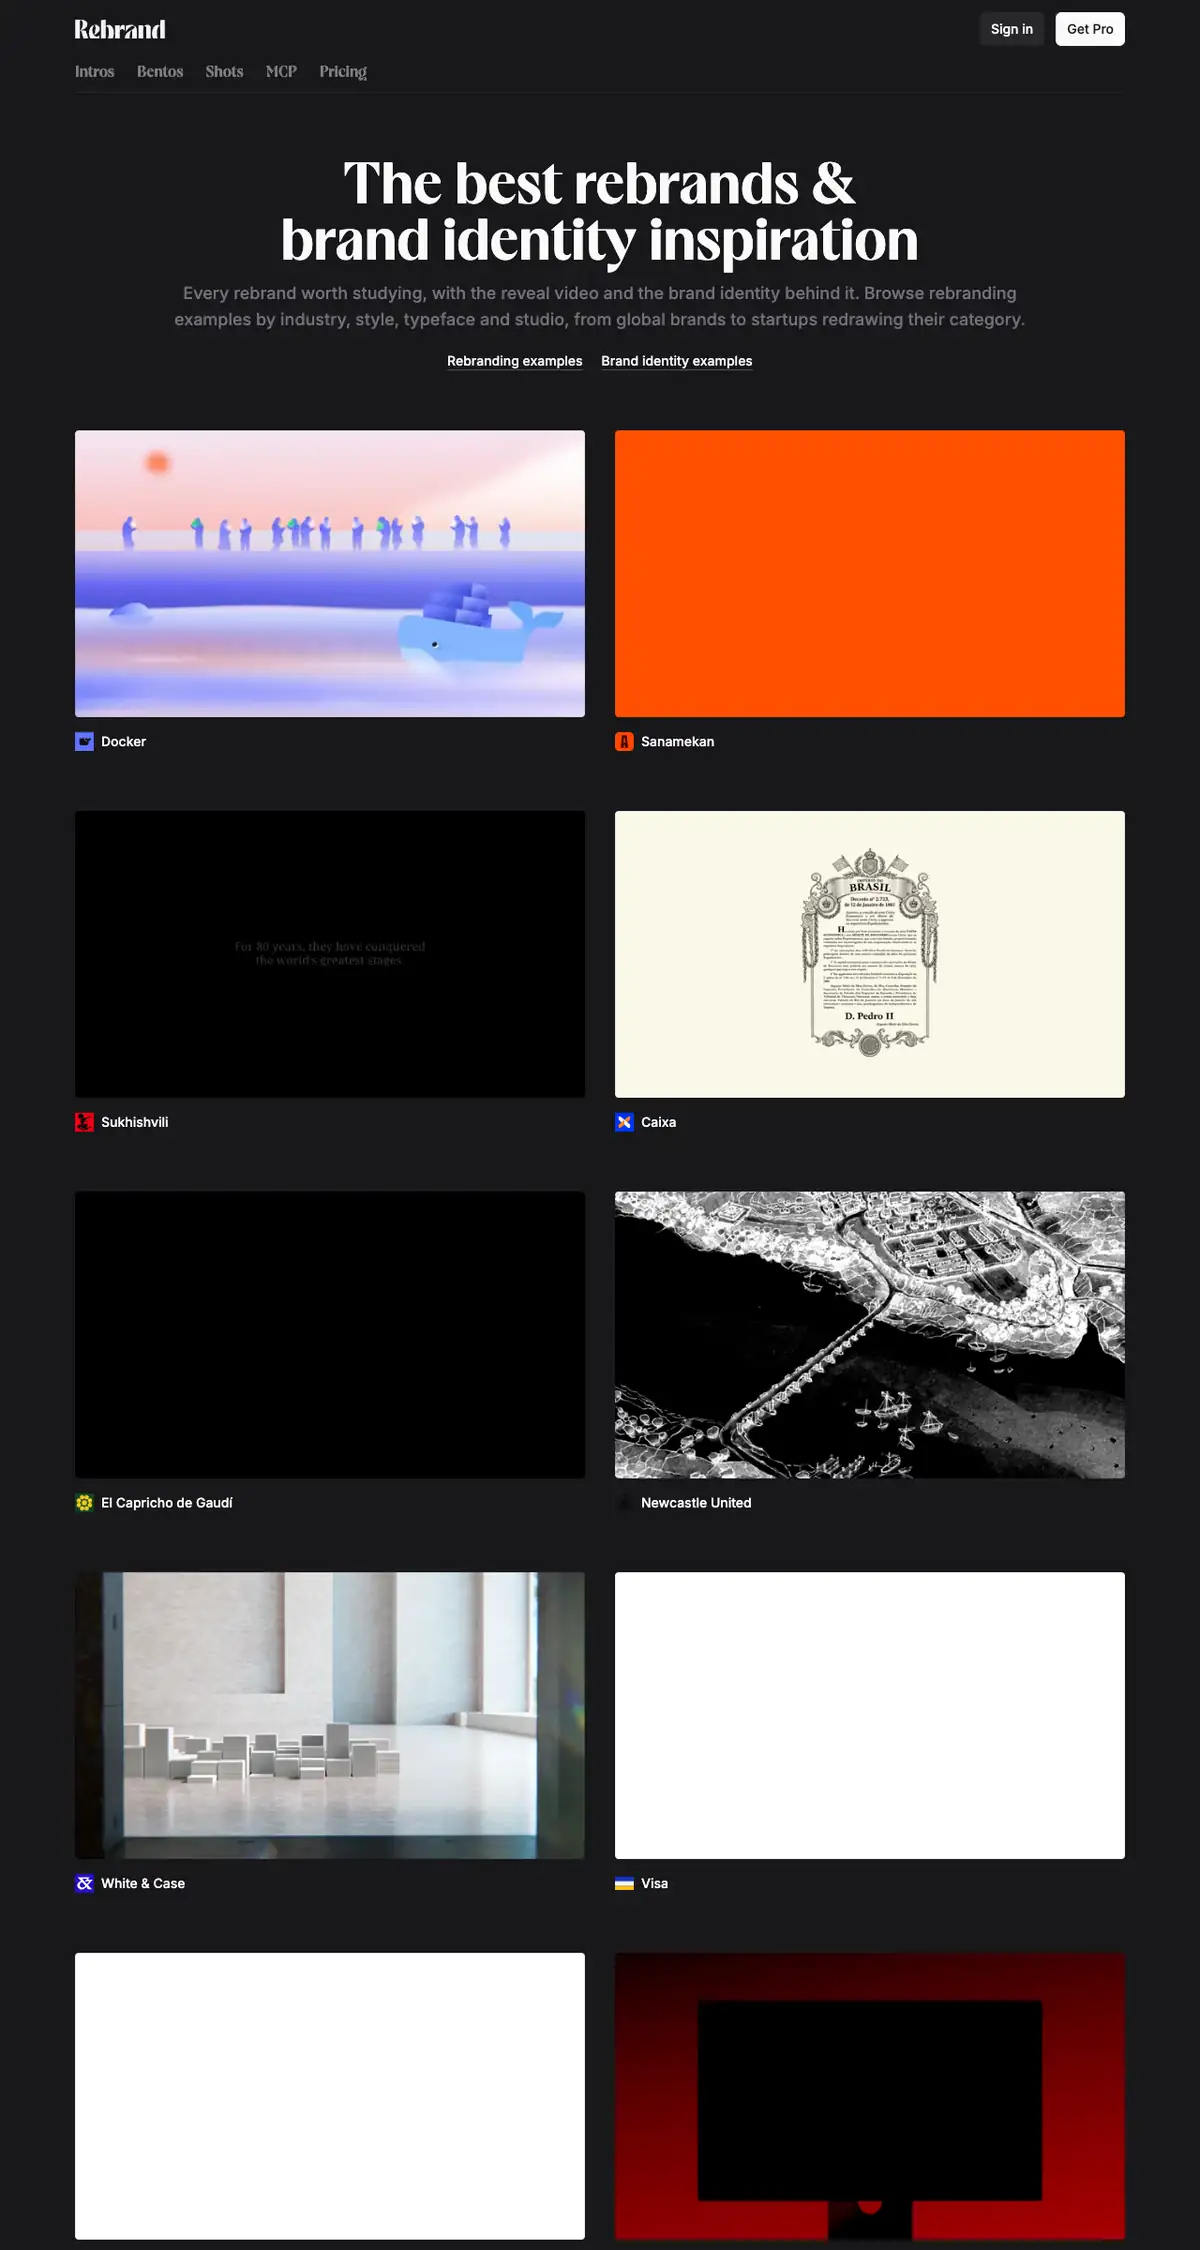 Rebrand
Sign in
Get Pro
Intros
Bentos
Shots
MCP
Pricing
The best rebrands &
brand identity inspiration
Every rebrand worth studying, with the reveal video and the brand identity behind it. Browse rebranding
examples by industry, style, typeface and studio, from global brands to startups redrawing their category.
Rebranding examples
Brand identity examples
Docker
Sanamekan
For 80 years, they have conquered
the world's greatest stages.
BRASIL
D. Pedro II
Sukhishvili
Caixa
El Capricho de Gaudí
Newcastle United
White & Case
Visa